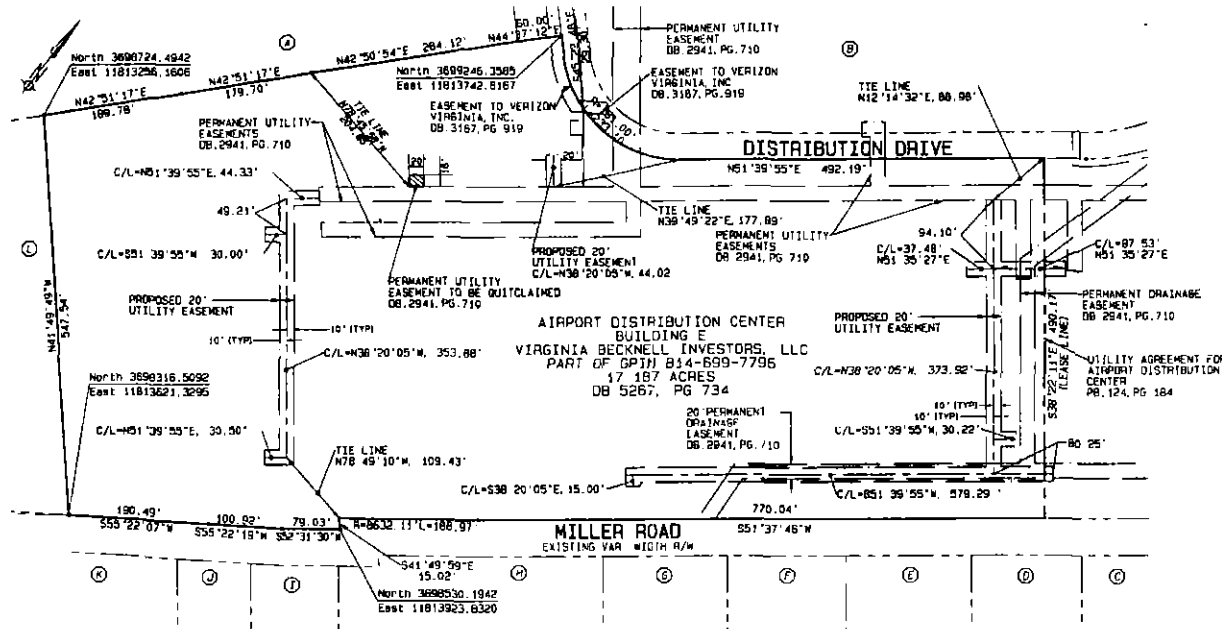 North 3698724.4942
East 11813256.1606
N42°51'17"E
189.78'
N42°51'17"E
179.70'
N42°50'54"E 284.12'
N44°37'12"E
60.00'
North 3699246.3585
East 11813742.8167
EASEMENT TO VERIZON
VIRGINIA, INC.
DB.3167, PG 919
PERMANENT UTILITY
EASEMENT
DB.2941, PG.710
EASEMENT TO VERIZON
VIRGINIA, INC
DB.3167, PG.919
TIE LINE
N12°14'32"E, 88.98'
A
B
TIE LINE
PERMANENT UTILITY
EASEMENTS
DB.2941, PG.710
C/L=N51°39'55"E, 44.33'
20'
16'
20'
DISTRIBUTION DRIVE
N51°39'55"E 492.19'
49.21'
C/L=S51°39'55"W, 30.00'
TIE LINE
N39°49'22"E, 177.89'
PERMANENT UTILITY
EASEMENTS
DB 2941, PG 710
94.10'
C/L=37.48'
N51°35'27"E
C/L=87.53'
N51°35'27"E
PROPOSED 20'
UTILITY EASEMENT
C/L=N38°20'05"W, 44.02
PERMANENT UTILITY
EASEMENT TO BE QUITCLAIMED
DB.2941, PG.710
L
N41°49'49"W
547.54'
PROPOSED 20'
UTILITY EASEMENT
10' (TYP)
10' (TYP)
C/L=N38°20'05"W, 353.88'
AIRPORT DISTRIBUTION CENTER
BUILDING E
VIRGINIA BECKNELL INVESTORS, LLC
PART OF GPIN 814-699-7796
17.187 ACRES
DB 5267, PG 734
PERMANENT DRAINAGE
EASEMENT
DB 2941, PG.710
PROPOSED 20'
UTILITY EASEMENT
C/L=N38°20'05"W, 373.92'
S38°22'11"E 490.17'
(LEASE LINE)
UTILITY AGREEMENT FOR
AIRPORT DISTRIBUTION
CENTER
PB.124, PG 184
10' (TYP)
10' (TYP)
C/L=S51°39'55"W, 30.22'
North 3698316.5092
East 11813621.3295
C/L=N51°39'55"E, 30.50'
20' PERMANENT
DRAINAGE
EASEMENT
DB.2941, PG.710
80.25'
TIE LINE
N78°49'10"W, 109.43'
C/L=S38°20'05"E, 15.00'
C/L=S51°39'55"W, 579.29'
190.49'
S55°22'07"W
100.92'
S55°22'19"W
79.03'
S52°31'30"W
R=8632.11' L=188.97'
770.04'
MILLER ROAD
S51°37'46"W
EXISTING VAR. WIDTH R/W
S41°49'59"E
15.02'
North 3698530.1942
East 11813923.8320
K
J
I
H
G
F
E
D
C